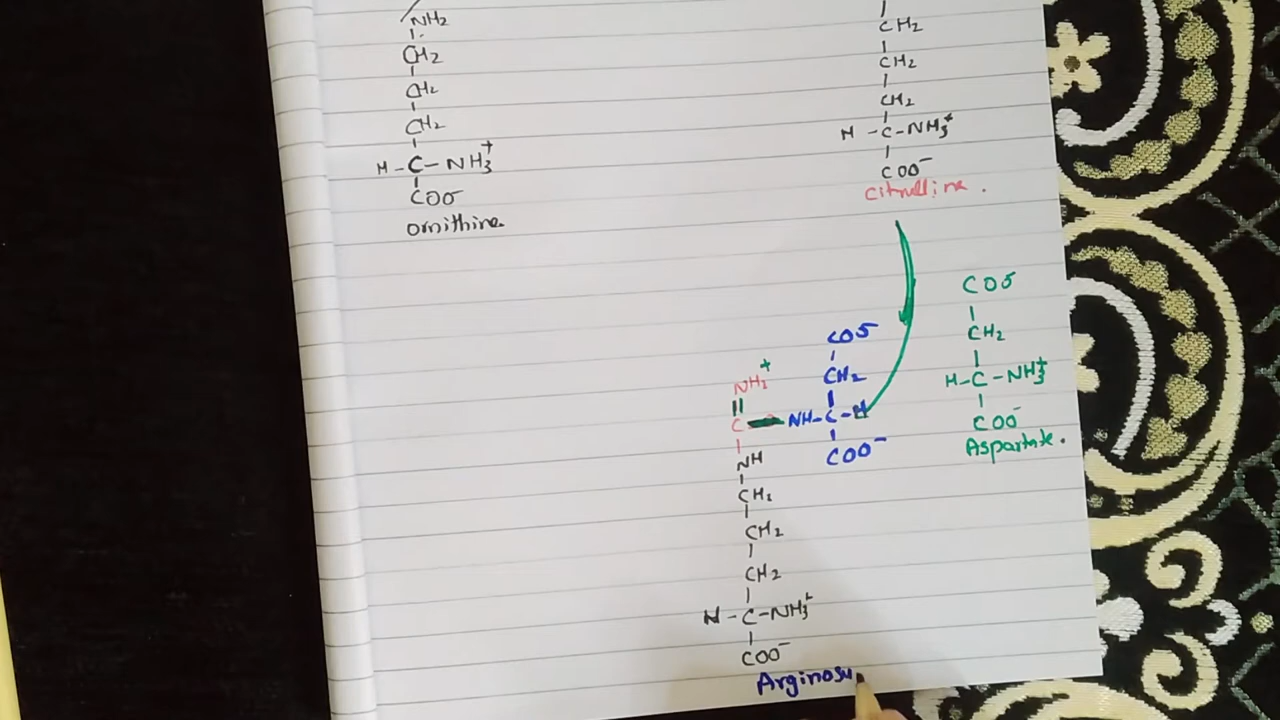 NH2
CH2
CH2
CH2
H-C-NH3+
COO-
ornithine
CH2
CH2
CH2
H-C-NH3+
COO-
Citrulline.
COO-
CH2
H-C-NH3+
COO-
Aspartate.
COO-
CH2
NH2+
C-NH-C-H
COO-
NH
CH2
CH2
CH2
H-C-NH3+
COO-
Arginosu